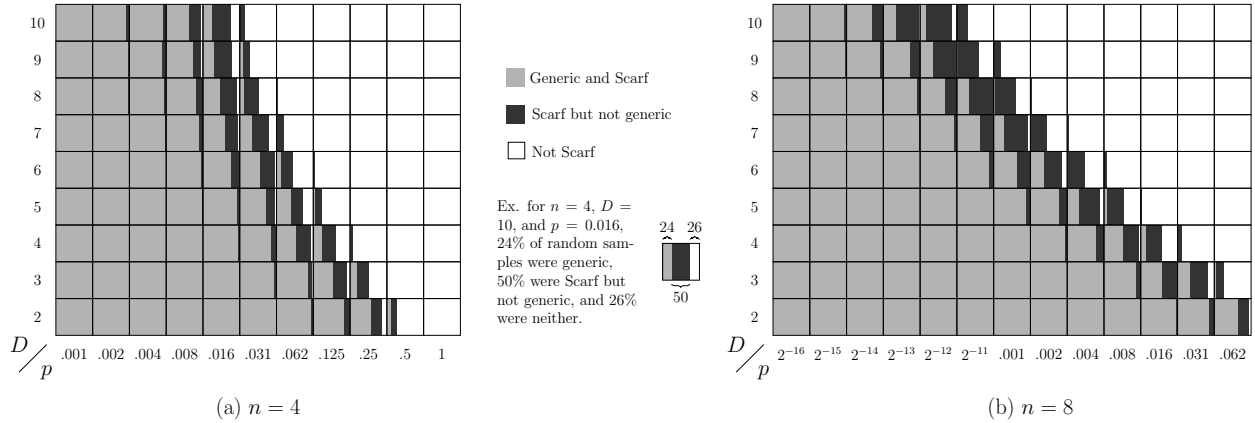 10
9
8
7
6
5
4
3
2
D/p
.001 .002 .004 .008 .016 .031 .062 .125 .25 .5 1
(a) n = 4
Generic and Scarf
Scarf but not generic
Not Scarf
Ex. for n = 4, D =
10, and p = 0.016,
24% of random sam-
ples were generic,
50% were Scarf but
not generic, and 26%
were neither.
24 26
50
10
9
8
7
6
5
4
3
2
D/p
2⁻¹⁶ 2⁻¹⁵ 2⁻¹⁴ 2⁻¹³ 2⁻¹² 2⁻¹¹ .001 .002 .004 .008 .016 .031 .062
(b) n = 8